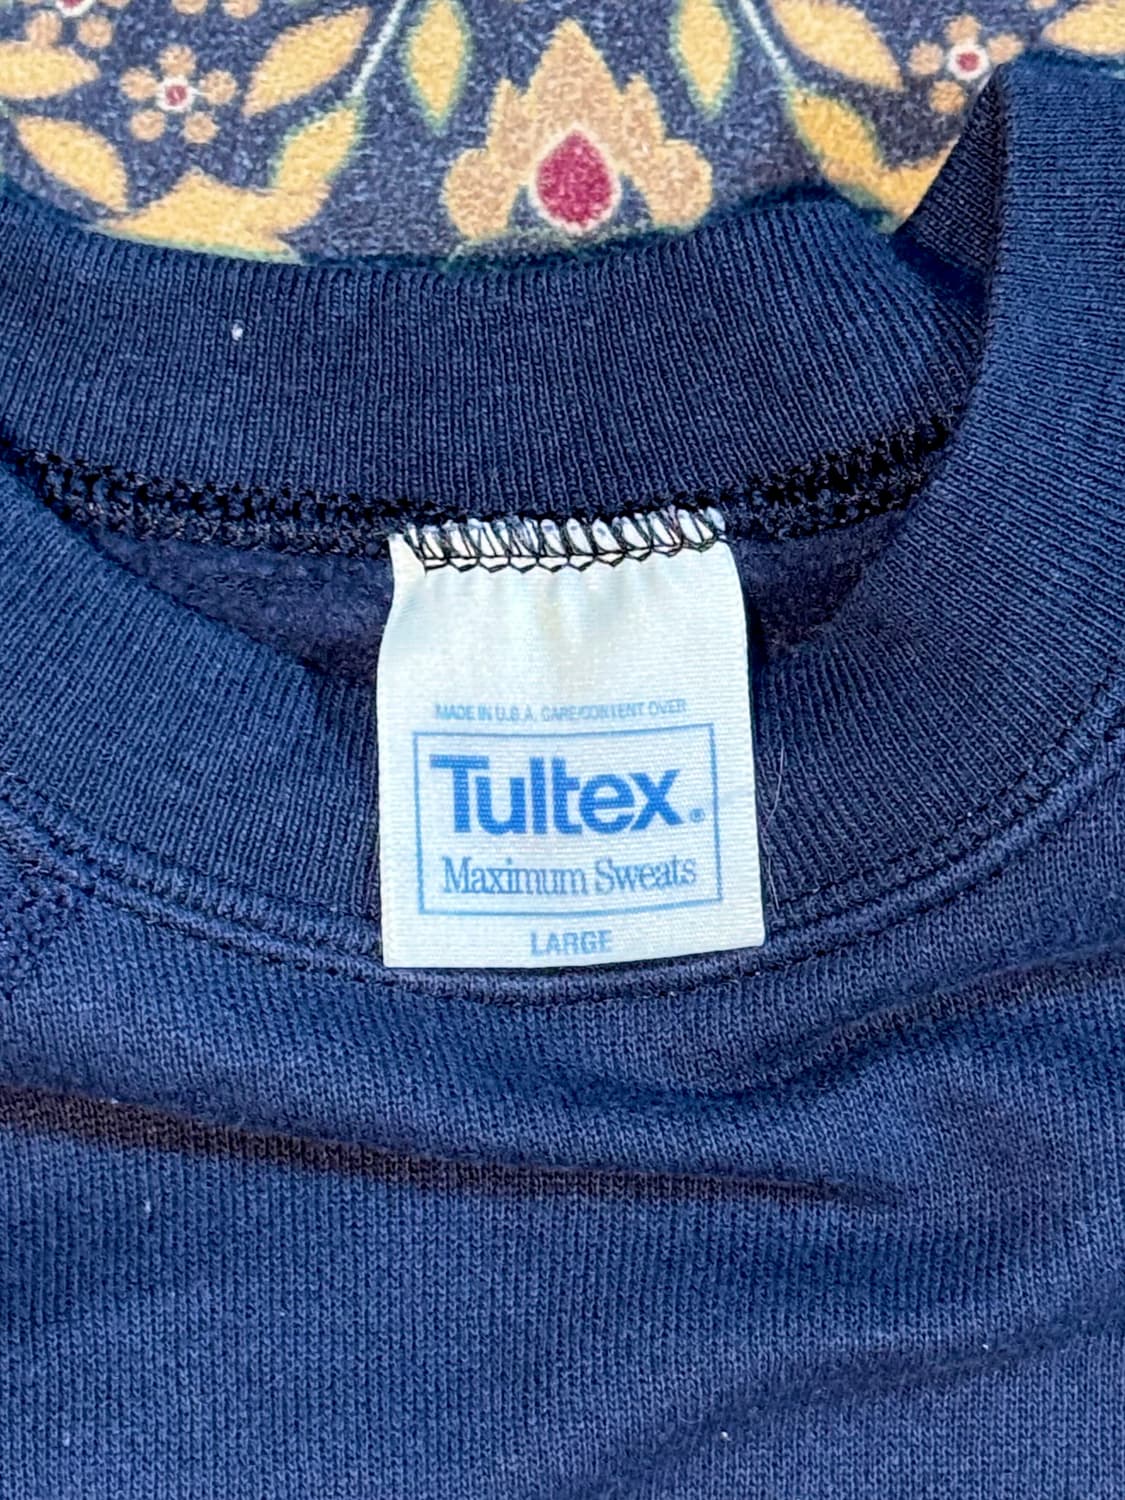 MADE IN U.S.A. CARE/CONTENT OVER
Tultex.®
Maximum Sweats
LARGE